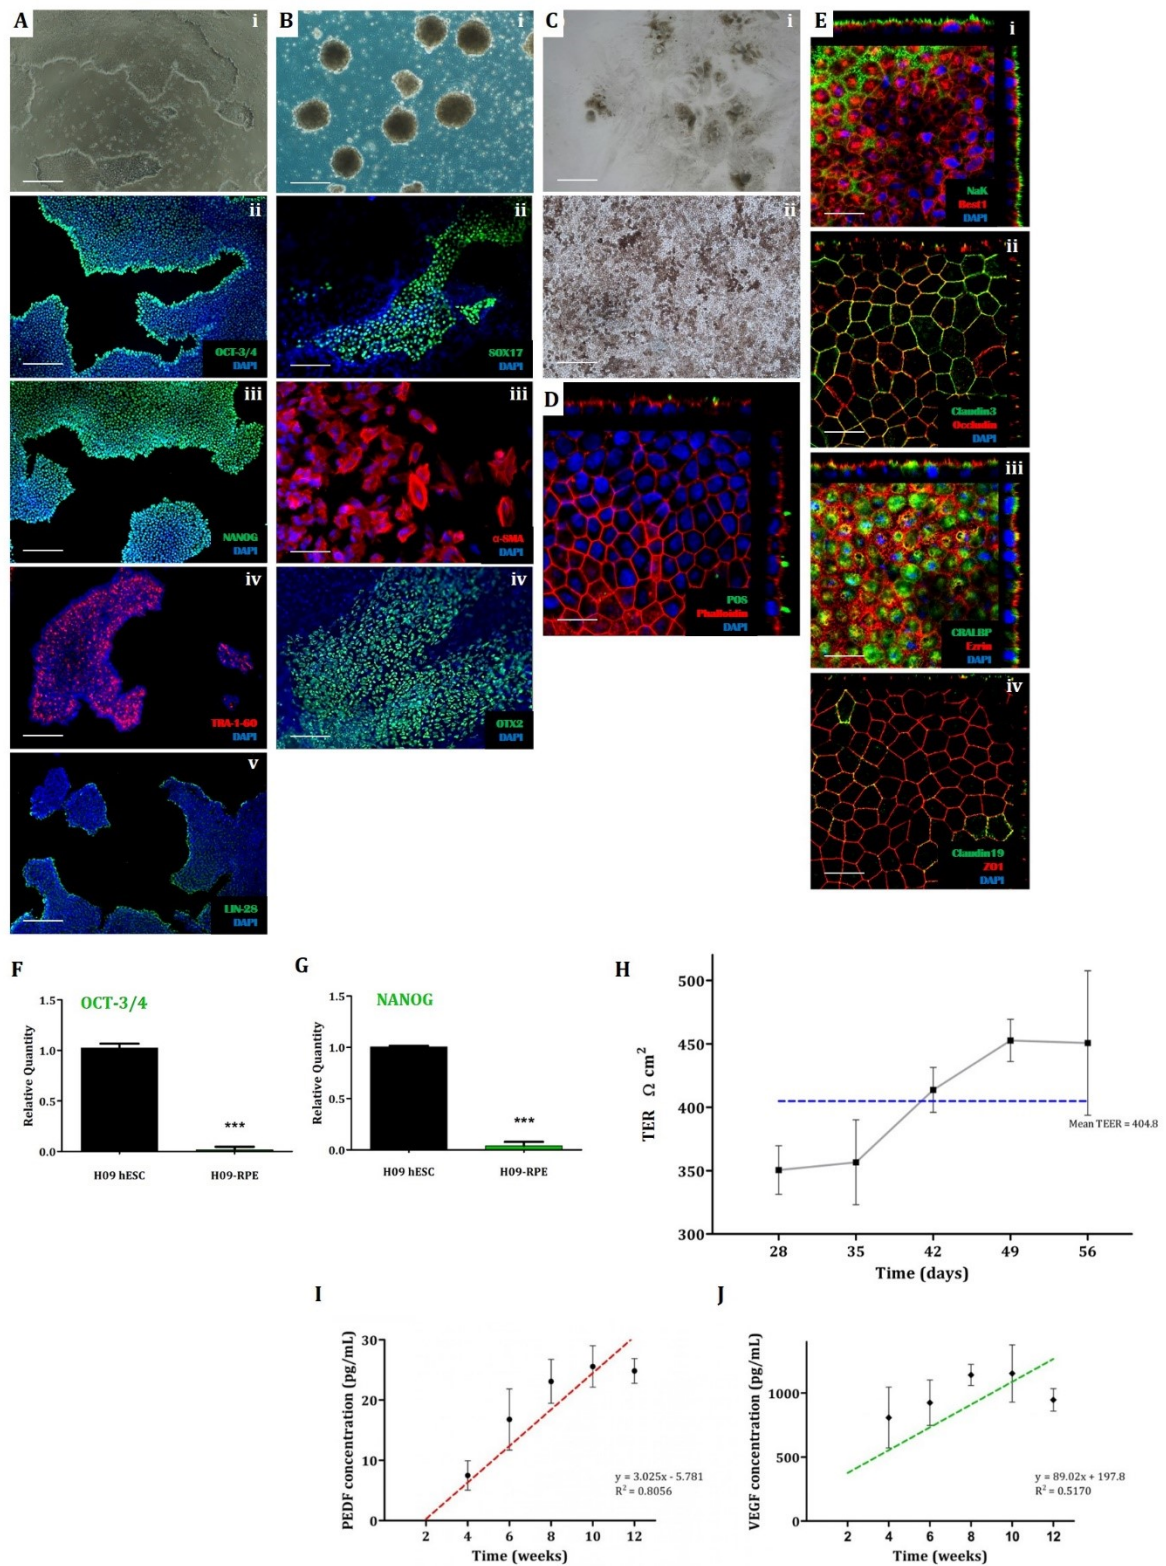 A
i
ii
OCT-3/4
DAPI
iii
NANOG
DAPI
iv
TRA-1-60
DAPI
v
LIN-28
DAPI
B
i
ii
SOX17
DAPI
iii
α-SMA
DAPI
iv
OTX2
DAPI
C
i
ii
D
POS
Phalloidin
DAPI
E
i
NaK
Best1
DAPI
ii
Claudin3
Occludin
DAPI
iii
CRALBP
Ezrin
DAPI
iv
Claudin19
ZO1
DAPI
F
OCT-3/4
Relative Quantity
1.5
1.0
0.5
0.0
***
H09 hESC H09-RPE
G
NANOG
Relative Quantity
1.5
1.0
0.5
0.0
***
H09 hESC H09-RPE
H
TER Ω cm²
500
450
400
350
300
Mean TEER = 404.8
28 35 42 49 56
Time (days)
I
PEDF concentration (pg/mL)
30
20
10
0
y = 3.025x - 5.781
R² = 0.8056
2 4 6 8 10 12
Time (weeks)
J
VEGF concentration (pg/mL)
1000
500
0
y = 89.02x + 197.8
R² = 0.5170
2 4 6 8 10 12
Time (weeks)